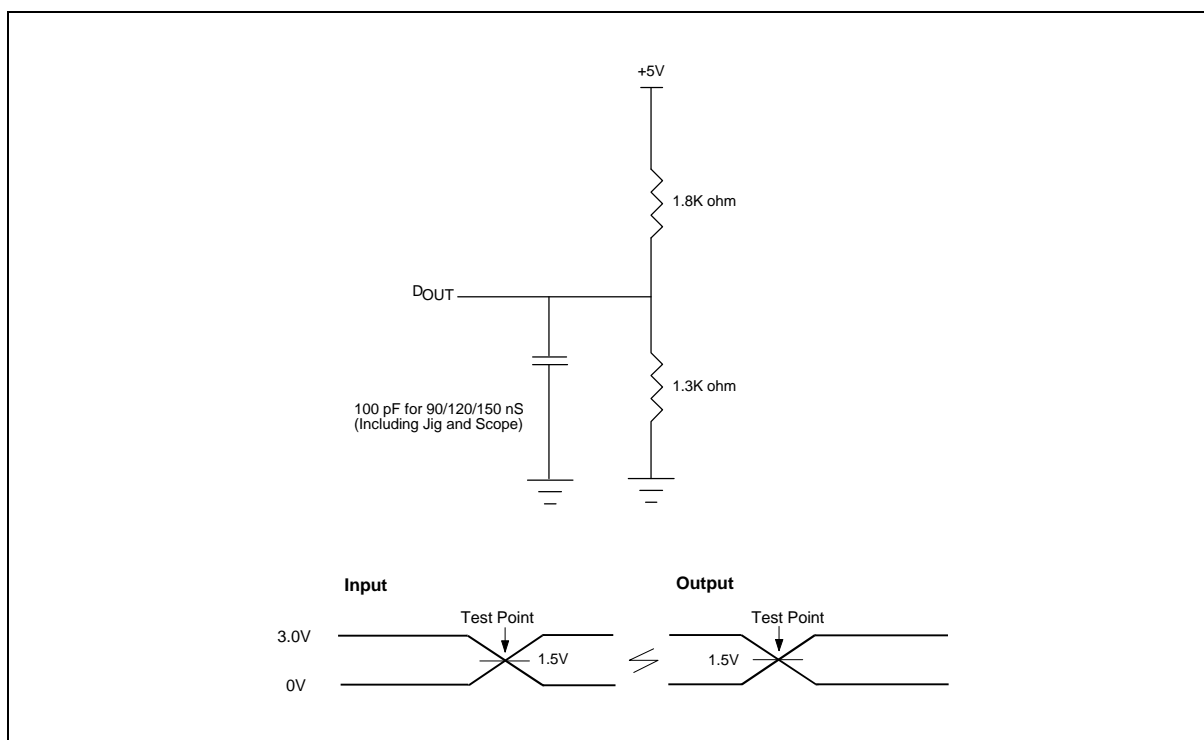 +5V
1.8K ohm
DOUT
1.3K ohm
100 pF for 90/120/150 nS
(Including Jig and Scope)
Input
Output
Test Point
Test Point
3.0V
1.5V
1.5V
0V